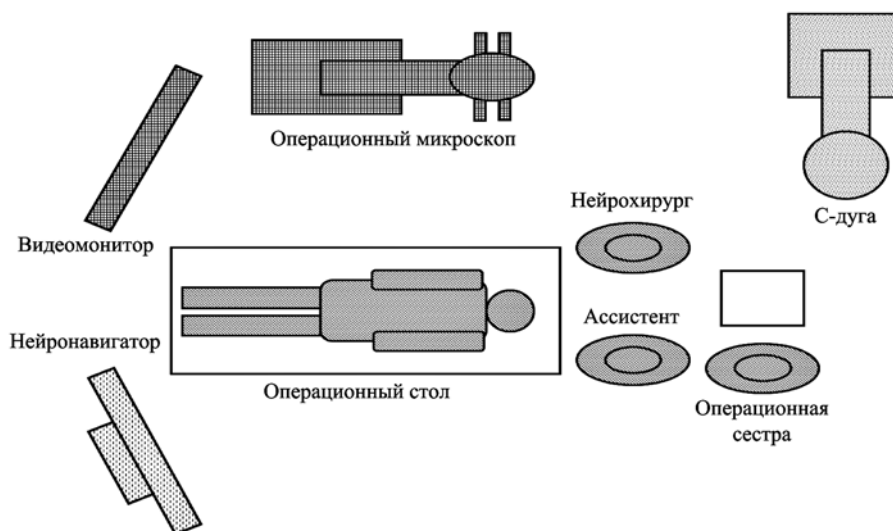 Операционный микроскоп
Нейрохирург
С-дуга
Видеомонитор
Ассистент
Нейронавигатор
Операционный стол
Операционная
сестра